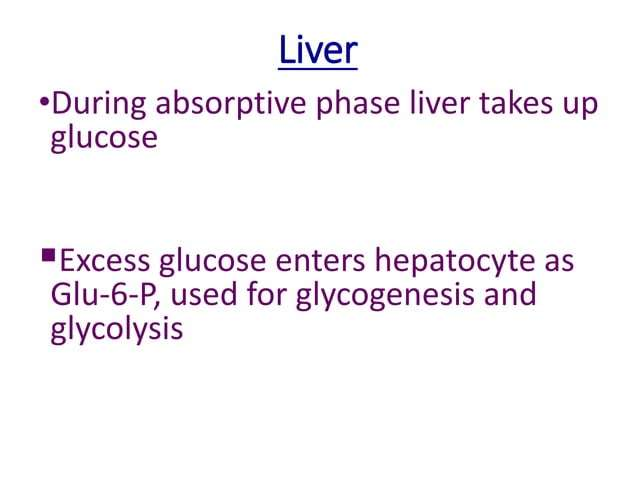 Liver
•During absorptive phase liver takes up
glucose
▪Excess glucose enters hepatocyte as
Glu-6-P, used for glycogenesis and
glycolysis